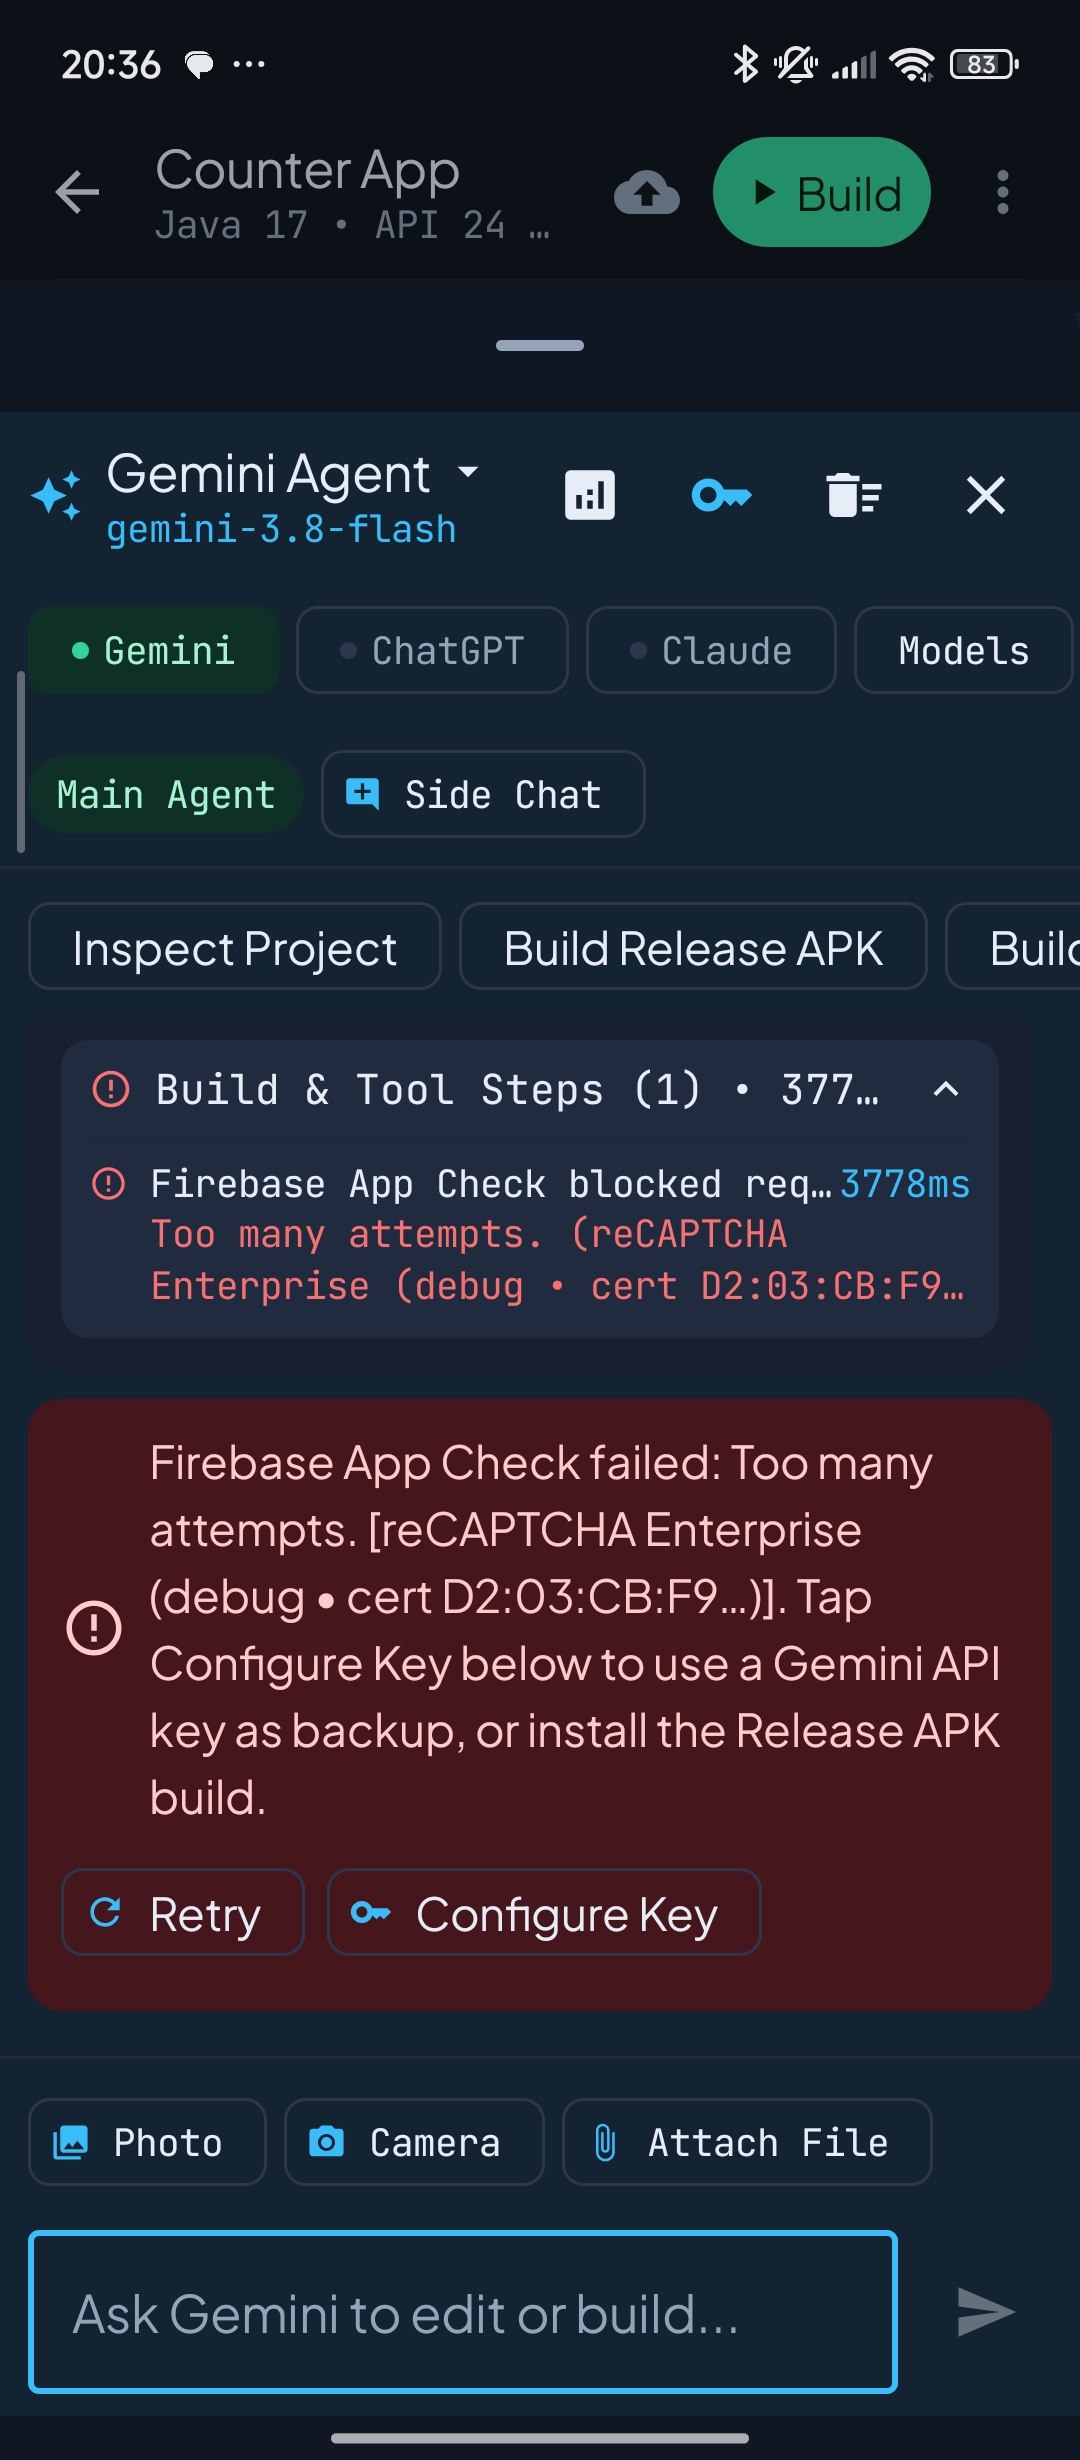 20:36 ...
83
Counter App
Java 17 • API 24 …
Build
Gemini Agent
gemini-3.8-flash
Gemini
ChatGPT
Claude
Models
Main Agent
Side Chat
Inspect Project
Build Release APK
Build & Tool Steps (1) • 377…
Firebase App Check blocked req… 3778ms
Too many attempts. (reCAPTCHA
Enterprise (debug • cert D2:03:CB:F9…
Firebase App Check failed: Too many
attempts. [reCAPTCHA Enterprise
(debug • cert D2:03:CB:F9…)]. Tap
Configure Key below to use a Gemini API
key as backup, or install the Release APK
build.
Retry
Configure Key
Photo
Camera
Attach File
Ask Gemini to edit or build...